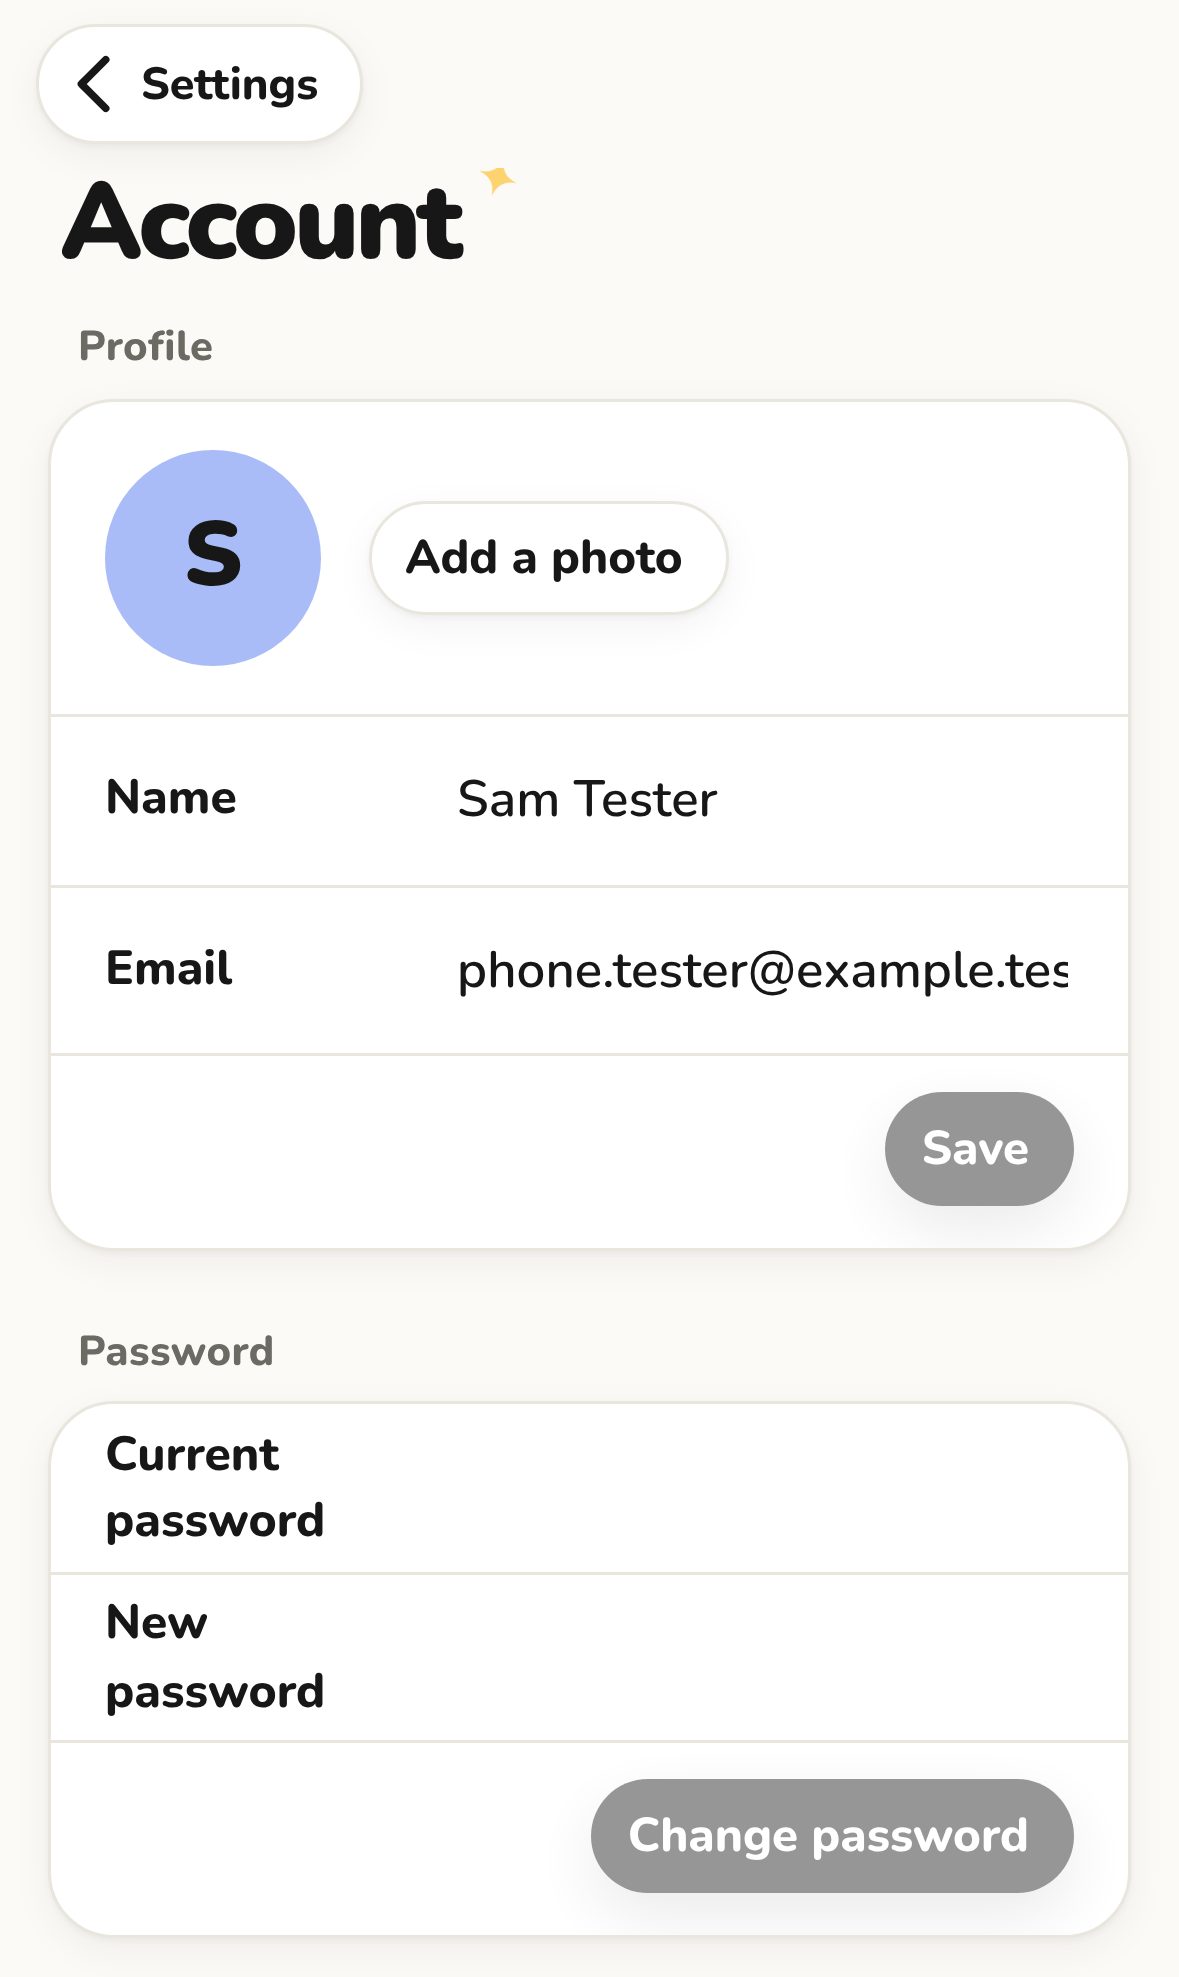 Settings
Account
Profile
S
Add a photo
Name
Sam Tester
Email
phone.tester@example.tes
Save
Password
Current
password
New
password
Change password